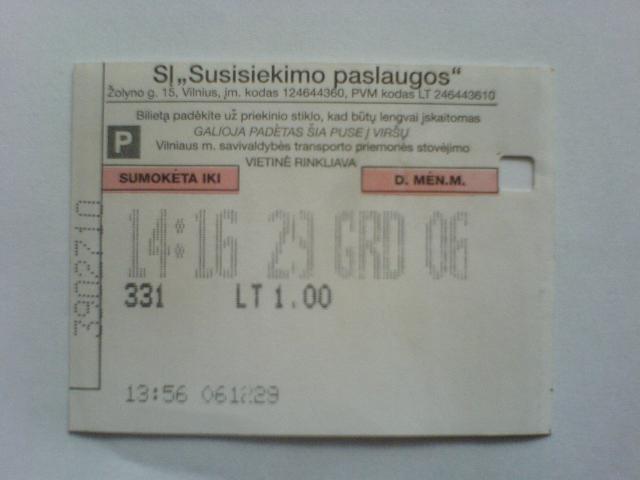 SĮ „Susisiekimo paslaugos“
Žolyno g. 15, Vilnius, įm. kodas 124644360, PVM kodas LT 246443610
Bilietą padėkite už priekinio stiklo, kad būtų lengvai įskaitomas
P
GALIOJA PADĖTAS ŠIA PUSE Į VIRŠŲ
Vilniaus m. savivaldybės transporto priemonės stovėjimo
VIETINĖ RINKLIAVA
SUMOKĖTA IKI
D. MĖN.M.
14:16 29 GRD 06
331 LT 1.00
13:56 061229
3902710